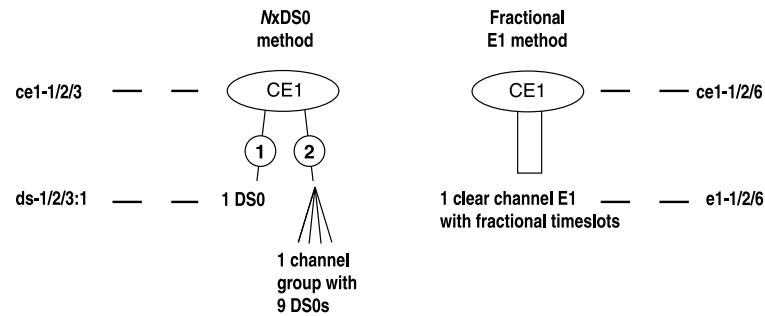 NxDS0
method
Fractional
E1 method
ce1-1/2/3
CE1
CE1
ce1-1/2/6
1
2
ds-1/2/3:1
1 DS0
1 clear channel E1
with fractional timeslots
e1-1/2/6
1 channel
group with
9 DS0s